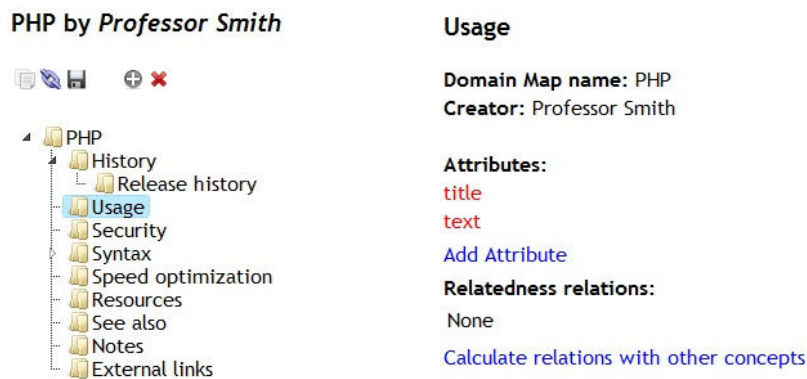 PHP by Professor Smith
PHP
History
Release history
Usage
Security
Syntax
Speed optimization
Resources
See also
Notes
External links
Usage
Domain Map name: PHP
Creator: Professor Smith
Attributes:
title
text
Add Attribute
Relatedness relations:
None
Calculate relations with other concepts